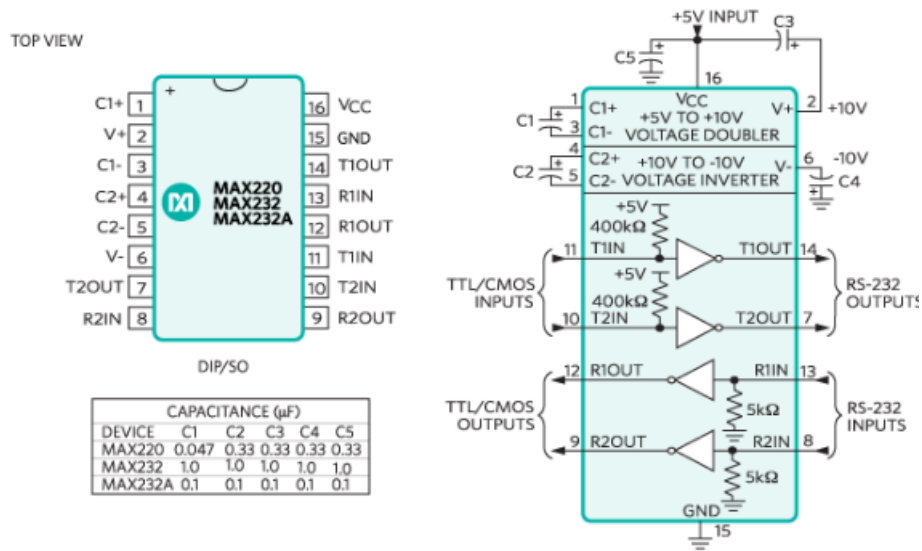 TOP VIEW
+
C1+ 1
V+ 2
C1- 3
C2+ 4
C2- 5
V- 6
T2OUT 7
R2IN 8
MAX220
MAX232
MAX232A
16 VCC
15 GND
14 T1OUT
13 R1IN
12 R1OUT
11 T1IN
10 T2IN
9 R2OUT
DIP/SO
CAPACITANCE (µF)
DEVICE C1 C2 C3 C4 C5
MAX220 0.047 0.33 0.33 0.33 0.33
MAX232 1.0 1.0 1.0 1.0 1.0
MAX232A 0.1 0.1 0.1 0.1 0.1
+5V INPUT
C3
+
C5 +
16
VCC
1 C1+
C1 +
3 C1-
+5V TO +10V
VOLTAGE DOUBLER
V+ 2 +10V
4 C2+
C2 +
5 C2-
+10V TO -10V
VOLTAGE INVERTER
V- 6 -10V
+ C4
+5V
400kΩ
11 T1IN
T1OUT 14
+5V
400kΩ
TTL/CMOS
INPUTS
RS-232
OUTPUTS
10 T2IN
T2OUT 7
12 R1OUT
R1IN 13
5kΩ
TTL/CMOS
OUTPUTS
RS-232
INPUTS
9 R2OUT
R2IN 8
5kΩ
GND
15